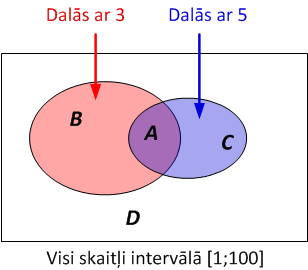 Dalās ar 3
Dalās ar 5
B
A
C
D
Visi skaitļi intervālā [1;100]